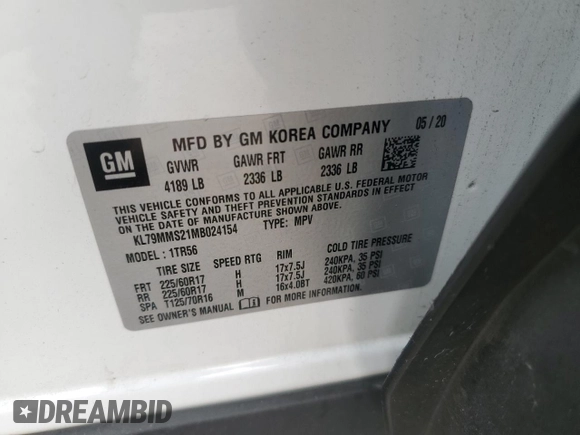 GM
MFD BY GM KOREA COMPANY 05/20
GVWR GAWR FRT GAWR RR
4189 LB 2336 LB 2336 LB
THIS VEHICLE CONFORMS TO ALL APPLICABLE U.S. FEDERAL MOTOR
VEHICLE SAFETY AND THEFT PREVENTION STANDARDS IN EFFECT
ON THE DATE OF MANUFACTURE SHOWN ABOVE.
KL79MMS21MB024154 TYPE: MPV
MODEL: 1TR56
TIRE SIZE SPEED RTG RIM COLD TIRE PRESSURE
FRT 225/60R17 H 17x7.5J 240KPA, 35 PSI
RR 225/60R17 H 17x7.5J 240KPA, 35 PSI
SPA T125/70R16 M 16x4.0BT 420KPA, 60 PSI
SEE OWNER'S MANUAL FOR MORE INFORMATION.
DREAMBID